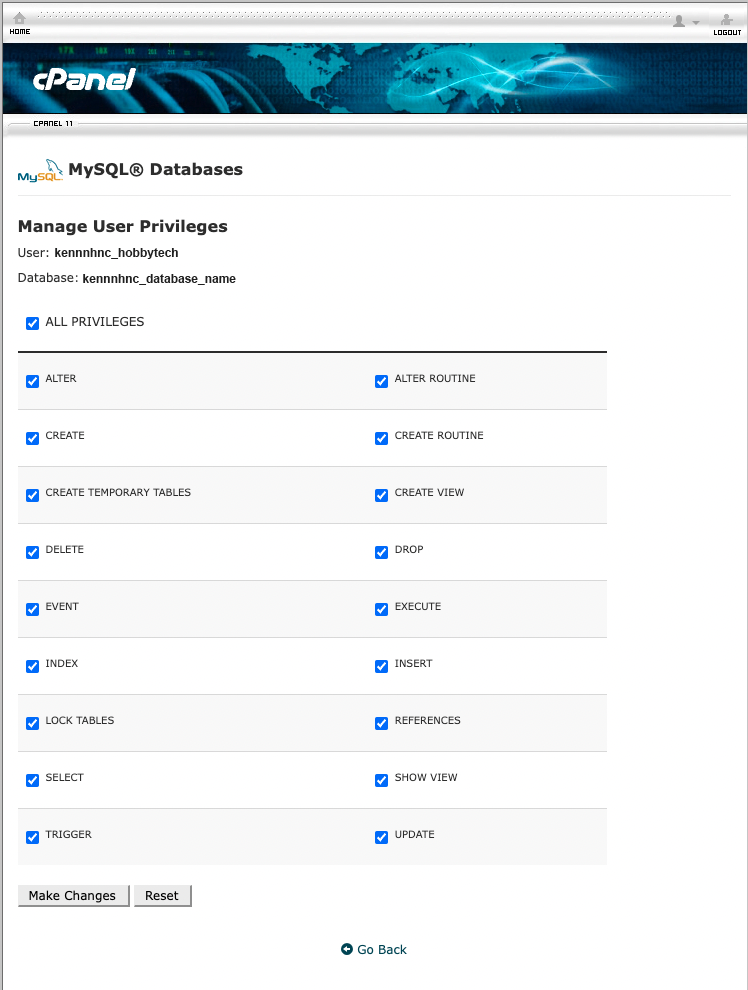 HOME
LOGOUT
cPanel
CPANEL 11
MySQL MySQL® Databases
Manage User Privileges
User: kennnhnc_hobbytech
Database: kennnhnc_database_name
ALL PRIVILEGES
ALTER ALTER ROUTINE
CREATE CREATE ROUTINE
CREATE TEMPORARY TABLES CREATE VIEW
DELETE DROP
EVENT EXECUTE
INDEX INSERT
LOCK TABLES REFERENCES
SELECT SHOW VIEW
TRIGGER UPDATE
Make Changes Reset
Go Back